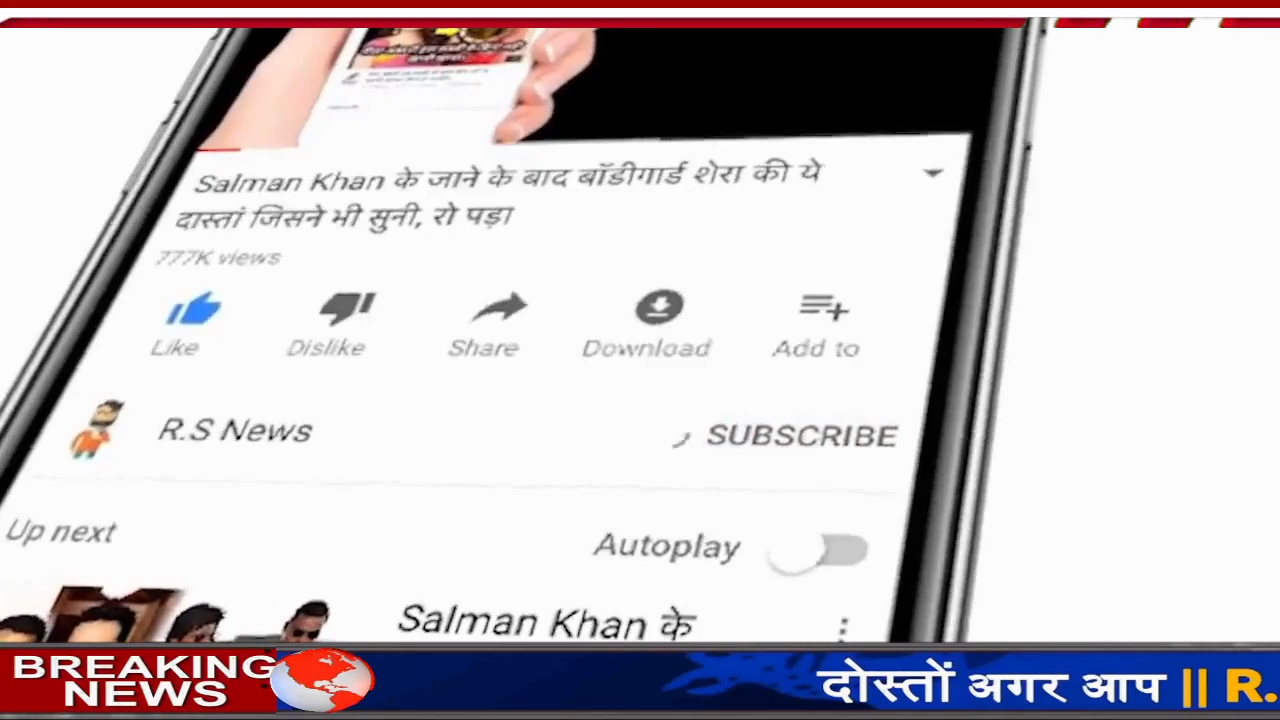 Salman Khan के जाने के बाद बॉडीगार्ड शेरा की ये
दास्तां जिसने भी सुनी, रो पड़ा
777K views
Like Dislike Share Download Add to
R.S News SUBSCRIBE
Up next Autoplay
Salman Khan के
BREAKING
NEWS
दोस्तों अगर आप || R.